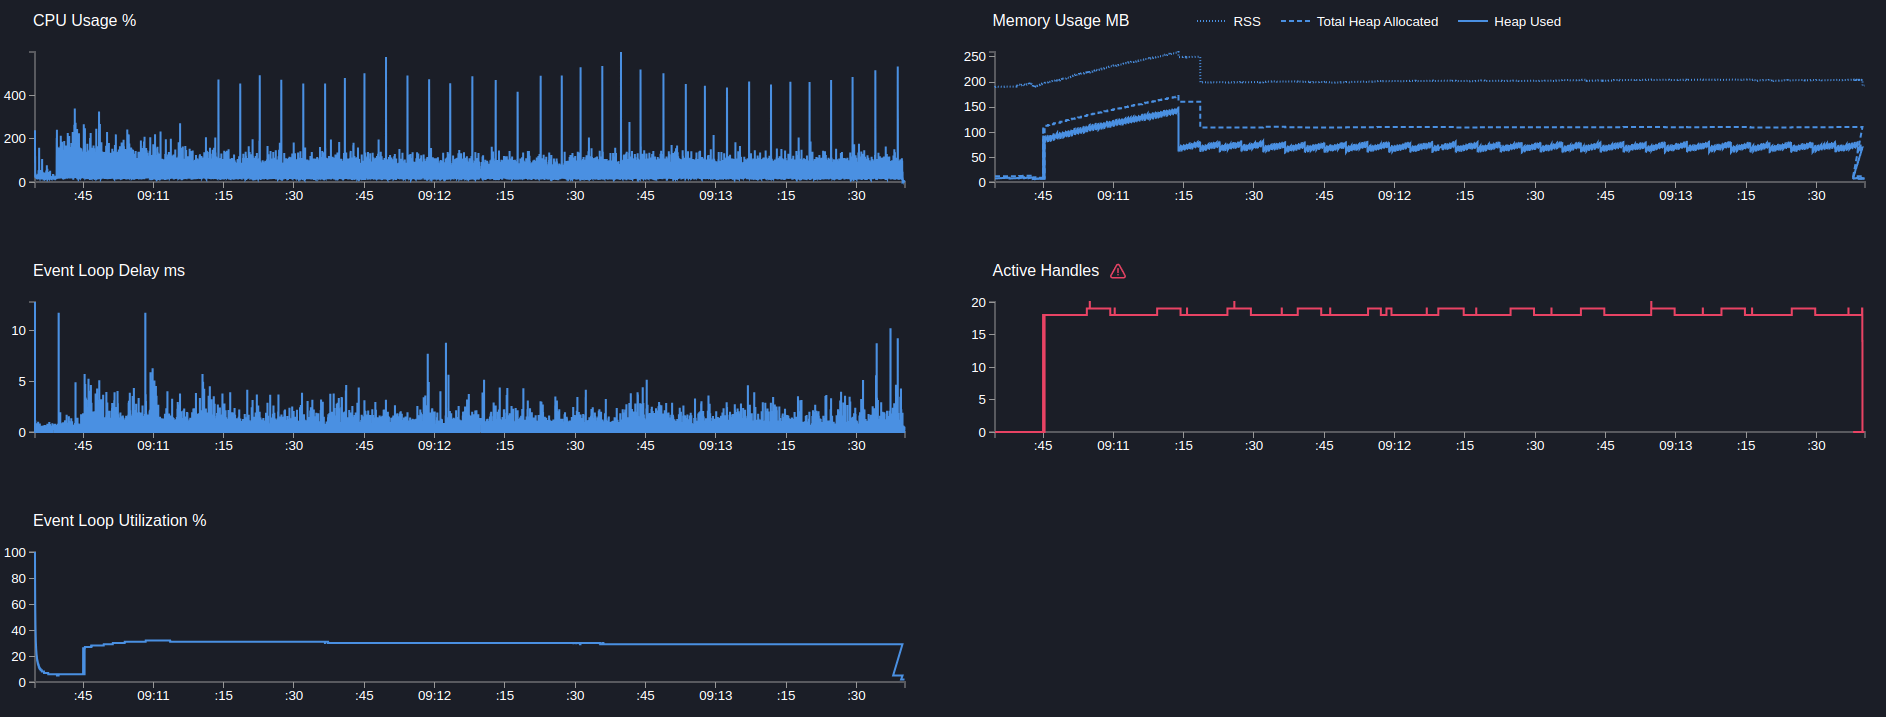 CPU Usage %
400
200
0
:45 09:11 :15 :30 :45 09:12 :15 :30 :45 09:13 :15 :30
Memory Usage MB RSS Total Heap Allocated Heap Used
250
200
150
100
50
0
:45 09:11 :15 :30 :45 09:12 :15 :30 :45 09:13 :15 :30
Event Loop Delay ms
10
5
0
:45 09:11 :15 :30 :45 09:12 :15 :30 :45 09:13 :15 :30
Active Handles
20
15
10
5
0
:45 09:11 :15 :30 :45 09:12 :15 :30 :45 09:13 :15 :30
Event Loop Utilization %
100
80
60
40
20
0
:45 09:11 :15 :30 :45 09:12 :15 :30 :45 09:13 :15 :30